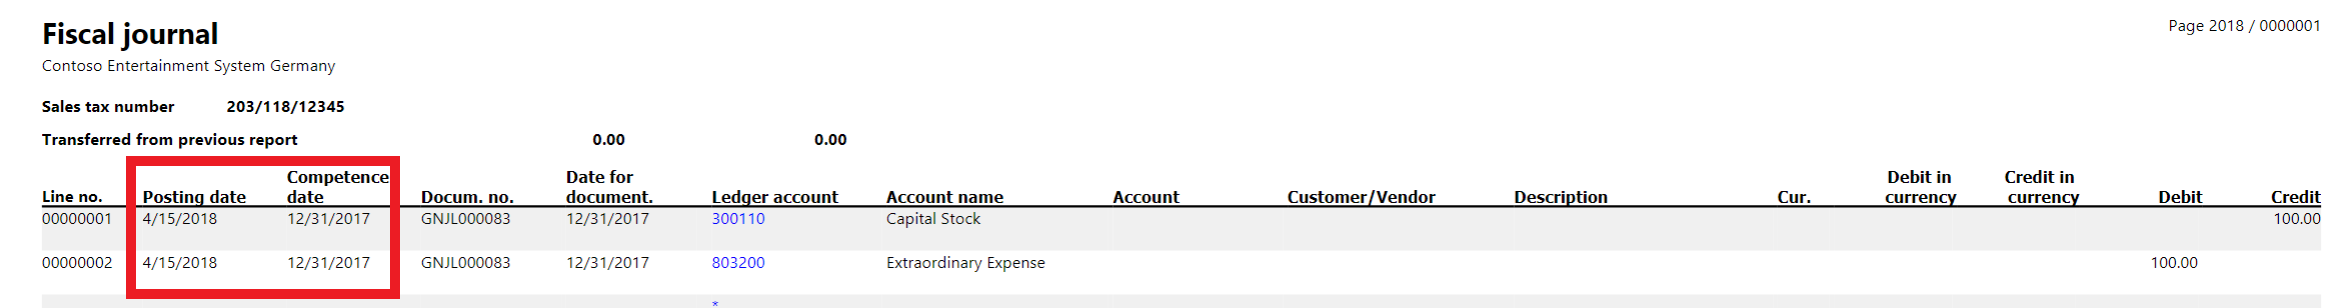 Fiscal journal
Page 2018 / 0000001
Contoso Entertainment System Germany
Sales tax number 203/118/12345
Transferred from previous report 0.00 0.00
Line no. Posting date Competence date Docum. no. Date for document. Ledger account Account name Account Customer/Vendor Description Cur. Debit in currency Credit in currency Debit Credit
00000001 4/15/2018 12/31/2017 GNJL000083 12/31/2017 300110 Capital Stock 100.00
00000002 4/15/2018 12/31/2017 GNJL000083 12/31/2017 803200 Extraordinary Expense 100.00
*